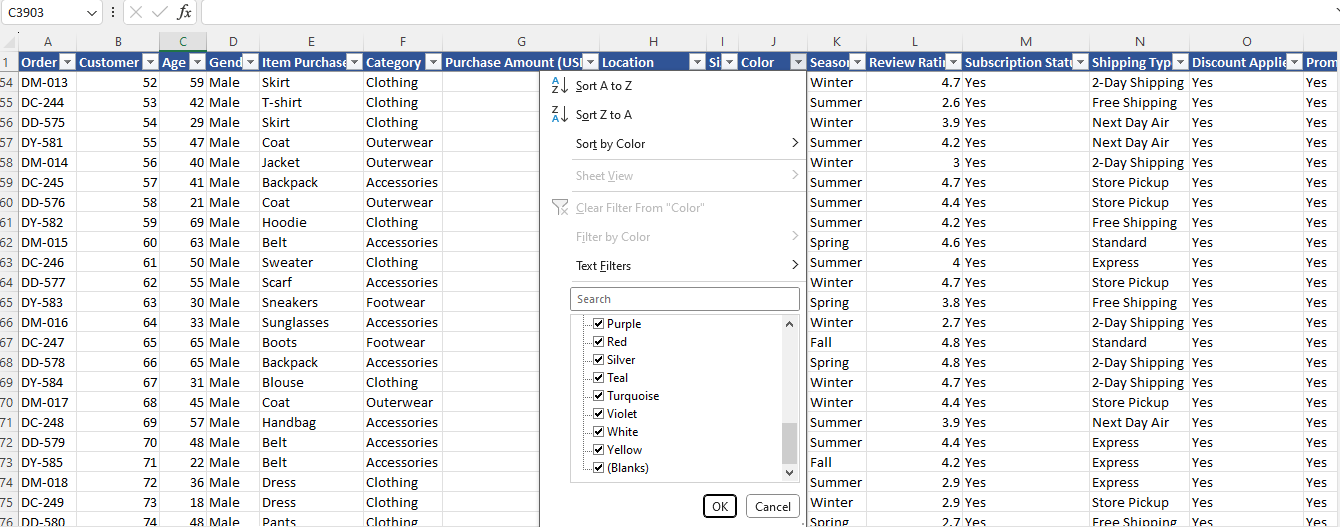 C3903 fx
A B C D E F G H I J K L M N O
1 Order Customer Age Gend Item Purchase Category Purchase Amount (USI Location Si Color Seaso Review Ratin Subscription Statu Shipping Typ Discount Applie Prom
54 DM-013 52 59 Male Skirt Clothing Winter 4.7 Yes 2-Day Shipping Yes Yes
55 DC-244 53 42 Male T-shirt Clothing Summer 2.6 Yes Free Shipping Yes Yes
56 DD-575 54 29 Male Skirt Clothing Winter 3.9 Yes Next Day Air Yes Yes
57 DY-581 55 47 Male Coat Outerwear Summer 4.2 Yes Next Day Air Yes Yes
58 DM-014 56 40 Male Jacket Outerwear Winter 3 Yes 2-Day Shipping Yes Yes
59 DC-245 57 41 Male Backpack Accessories Summer 4.7 Yes Store Pickup Yes Yes
60 DD-576 58 21 Male Coat Outerwear Summer 4.4 Yes Store Pickup Yes Yes
61 DY-582 59 69 Male Hoodie Clothing Summer 4.2 Yes Free Shipping Yes Yes
62 DM-015 60 63 Male Belt Accessories Spring 4.6 Yes Standard Yes Yes
63 DC-246 61 50 Male Sweater Clothing Summer 4 Yes Express Yes Yes
64 DD-577 62 55 Male Scarf Accessories Winter 4.7 Yes Store Pickup Yes Yes
65 DY-583 63 30 Male Sneakers Footwear Spring 3.8 Yes Free Shipping Yes Yes
66 DM-016 64 33 Male Sunglasses Accessories Winter 2.7 Yes 2-Day Shipping Yes Yes
67 DC-247 65 65 Male Boots Footwear Fall 4.8 Yes Standard Yes Yes
68 DD-578 66 65 Male Backpack Accessories Spring 4.8 Yes 2-Day Shipping Yes Yes
69 DY-584 67 31 Male Blouse Clothing Winter 4.7 Yes 2-Day Shipping Yes Yes
70 DM-017 68 45 Male Coat Outerwear Winter 4.4 Yes Store Pickup Yes Yes
71 DC-248 69 57 Male Handbag Accessories Summer 3.9 Yes Next Day Air Yes Yes
72 DD-579 70 48 Male Belt Accessories Summer 4.4 Yes Express Yes Yes
73 DY-585 71 22 Male Belt Accessories Fall 4.2 Yes Express Yes Yes
74 DM-018 72 36 Male Dress Clothing Summer 2.9 Yes Express Yes Yes
75 DC-249 73 18 Male Dress Clothing Winter 2.9 Yes Store Pickup Yes Yes
76 DD-580 74 48 Male Pants Clothing Spring 2.7 Yes Free Shipping Yes Yes
Sort A to Z
Sort Z to A
Sort by Color
Sheet View
Clear Filter From "Color"
Filter by Color
Text Filters
Search
Purple
Red
Silver
Teal
Turquoise
Violet
White
Yellow
(Blanks)
OK Cancel